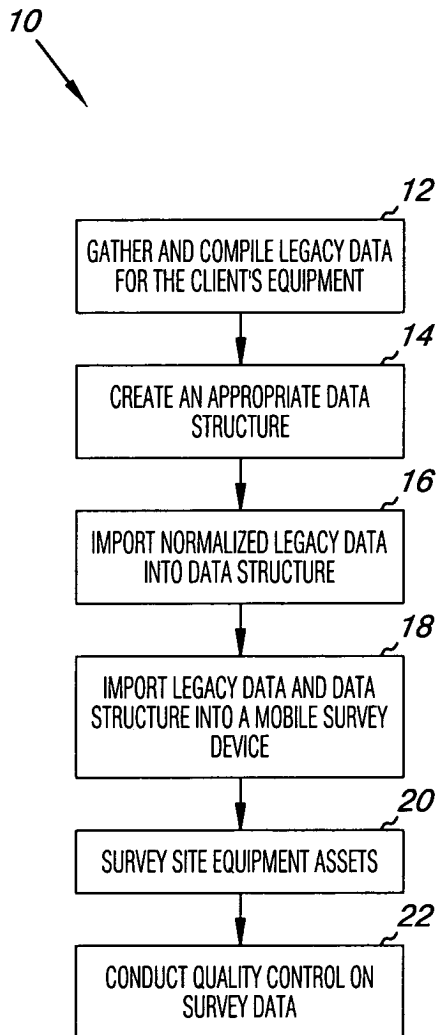 10
12
GATHER AND COMPILE LEGACY DATA
FOR THE CLIENT'S EQUIPMENT
14
CREATE AN APPROPRIATE DATA
STRUCTURE
16
IMPORT NORMALIZED LEGACY DATA
INTO DATA STRUCTURE
18
IMPORT LEGACY DATA AND DATA
STRUCTURE INTO A MOBILE SURVEY
DEVICE
20
SURVEY SITE EQUIPMENT ASSETS
22
CONDUCT QUALITY CONTROL ON
SURVEY DATA